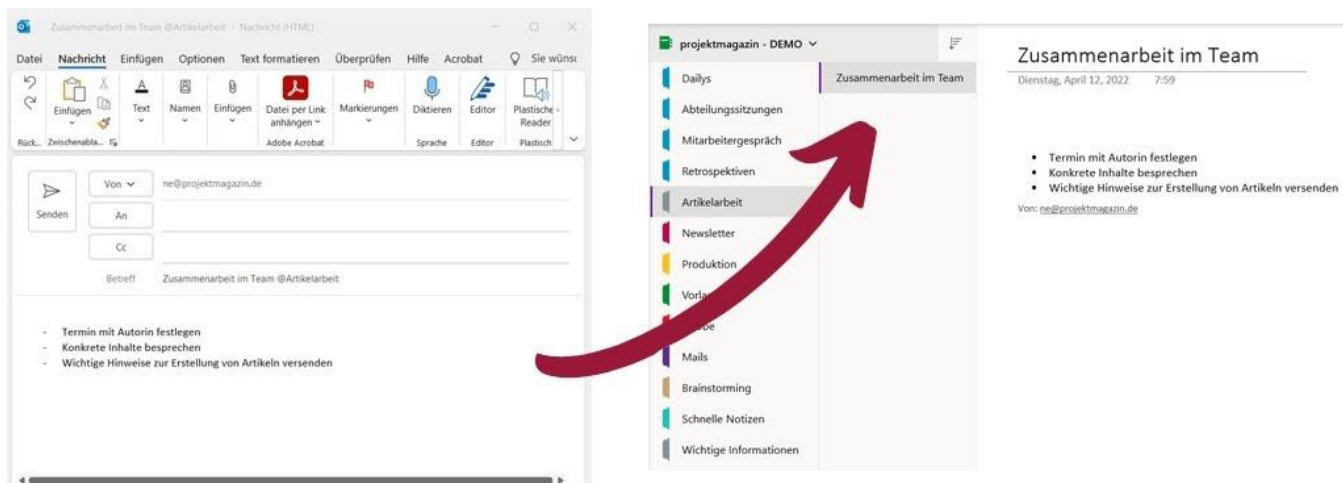 Zusammenarbeit im Team @Artikelarbeit - Nachricht (HTML)
Datei Nachricht Einfügen Optionen Text formatieren Überprüfen Hilfe Acrobat Sie wünsc
Einfügen Text Namen Einfügen Datei per Link anhängen Markierungen Diktieren Editor Plastische Reader
Rück... Zwischenabla... Adobe Acrobat Sprache Editor Plastisch
Senden
Von ne@projektmagazin.de
An
Cc
Betreff Zusammenarbeit im Team @Artikelarbeit
- Termin mit Autorin festlegen
- Konkrete Inhalte besprechen
- Wichtige Hinweise zur Erstellung von Artikeln versenden
projektmagazin - DEMO
Dailys
Abteilungssitzungen
Mitarbeitergespräch
Retrospektiven
Artikelarbeit
Newsletter
Produktion
Mails
Brainstorming
Schnelle Notizen
Wichtige Informationen
Zusammenarbeit im Team
Zusammenarbeit im Team
Dienstag, April 12, 2022 7:59
• Termin mit Autorin festlegen
• Konkrete Inhalte besprechen
• Wichtige Hinweise zur Erstellung von Artikeln versenden
Von: ne@projektmagazin.de